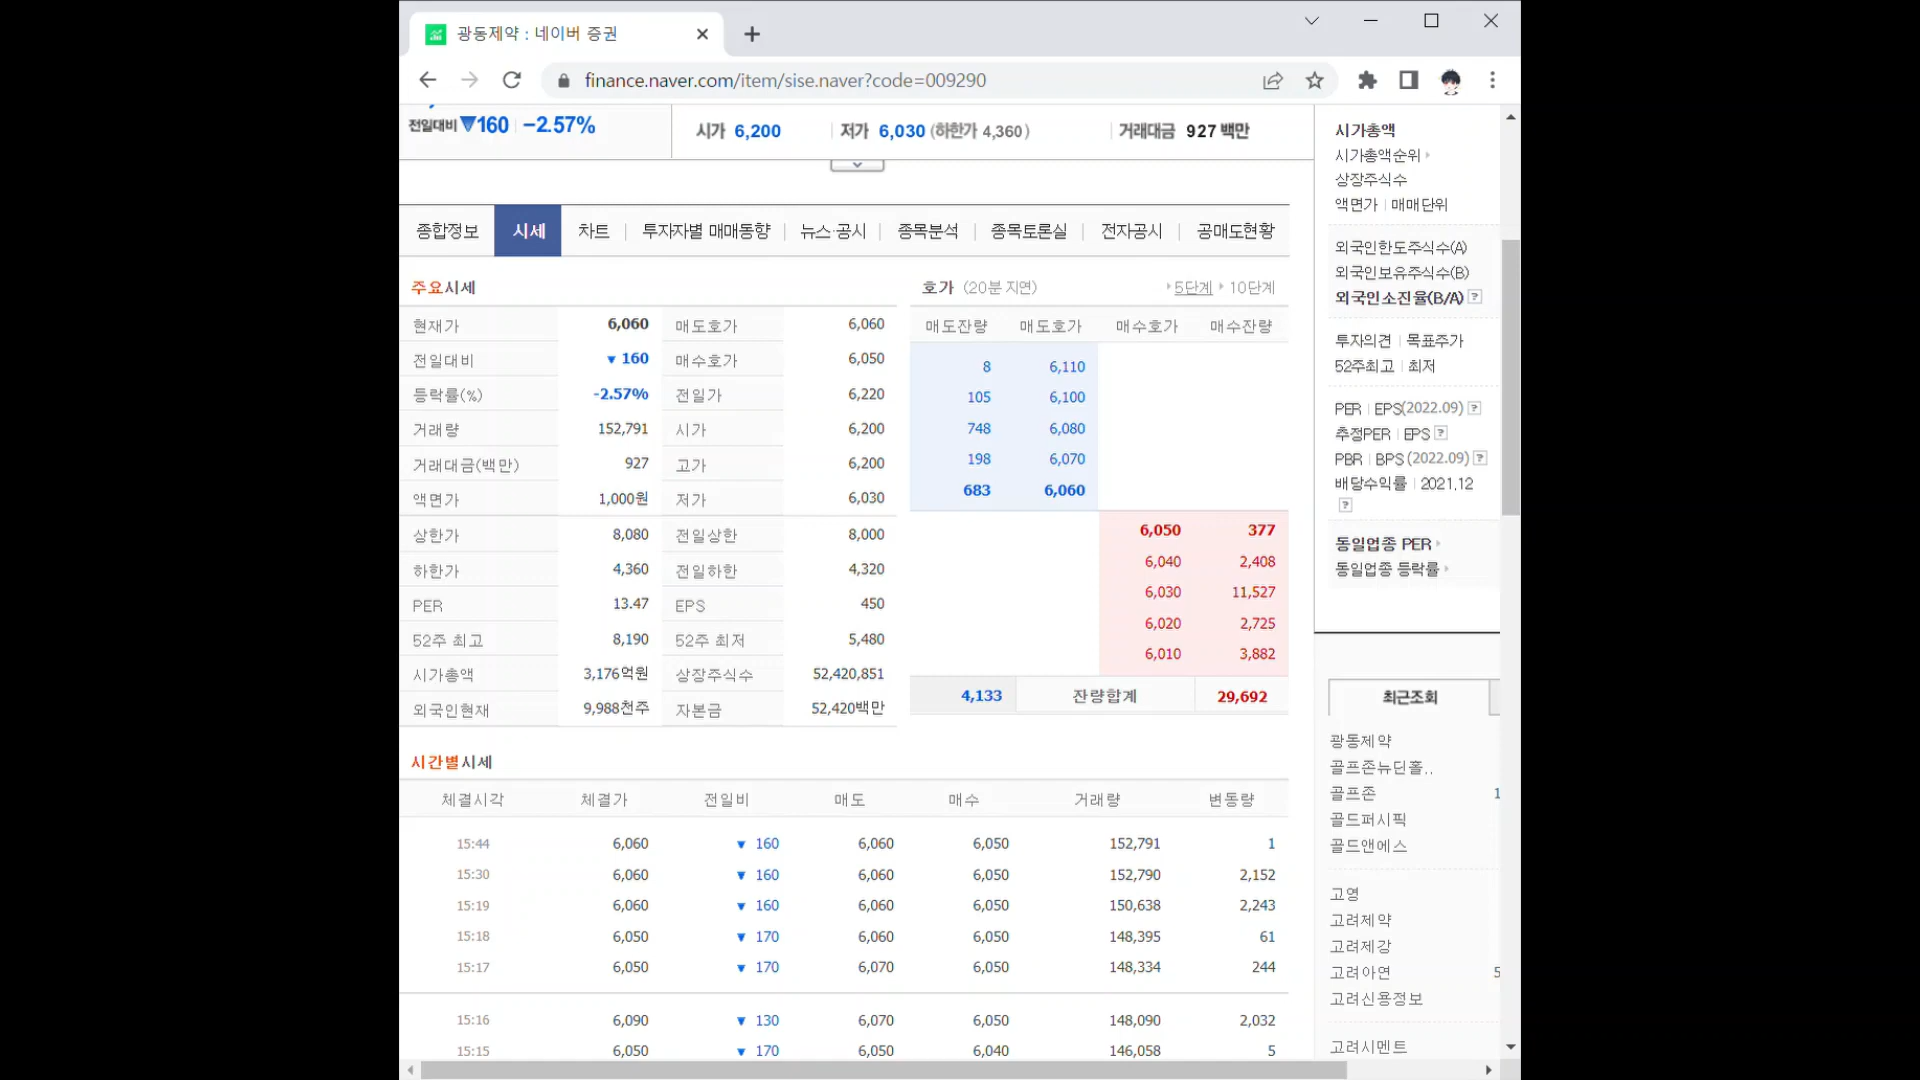 광동제약 : 네이버 증권
finance.naver.com/item/sise.naver?code=009290
전일대비 ▼160 -2.57%
시가 6,200 저가 6,030 (하한가 4,360) 거래대금 927 백만
종합정보 시세 차트 투자자별 매매동향 뉴스·공시 종목분석 종목토론실 전자공시 공매도현황
주요시세
현재가 6,060 매도호가 6,060
전일대비 ▼ 160 매수호가 6,050
등락률(%) -2.57% 전일가 6,220
거래량 152,791 시가 6,200
거래대금(백만) 927 고가 6,200
액면가 1,000원 저가 6,030
상한가 8,080 전일상한 8,000
하한가 4,360 전일하한 4,320
PER 13.47 EPS 450
52주 최고 8,190 52주 최저 5,480
시가총액 3,176억원 상장주식수 52,420,851
외국인현재 9,988천주 자본금 52,420백만
호가 (20분 지연) 5단계 10단계
매도잔량 매도호가 매수호가 매수잔량
8 6,110
105 6,100
748 6,080
198 6,070
683 6,060
6,050 377
6,040 2,408
6,030 11,527
6,020 2,725
6,010 3,882
4,133 잔량합계 29,692
시간별시세
체결시각 체결가 전일비 매도 매수 거래량 변동량
15:44 6,060 ▼ 160 6,060 6,050 152,791 1
15:30 6,060 ▼ 160 6,060 6,050 152,790 2,152
15:19 6,060 ▼ 160 6,060 6,050 150,638 2,243
15:18 6,050 ▼ 170 6,060 6,050 148,395 61
15:17 6,050 ▼ 170 6,070 6,050 148,334 244
15:16 6,090 ▼ 130 6,070 6,050 148,090 2,032
15:15 6,050 ▼ 170 6,050 6,040 146,058 5
시가총액
시가총액순위
상장주식수
액면가 매매단위
외국인한도주식수(A)
외국인보유주식수(B)
외국인소진율(B/A) ?
투자의견 목표주가
52주최고 최저
PER EPS(2022.09) ?
추정PER EPS ?
PBR BPS (2022.09) ?
배당수익률 2021.12
?
동일업종 PER
동일업종 등락률
최근조회
광동제약
골프존뉴딘홀..
골프존 1
골드퍼시픽
골드앤에스
고영
고려제약
고려제강
고려아연 5
고려신용정보
고려시멘트